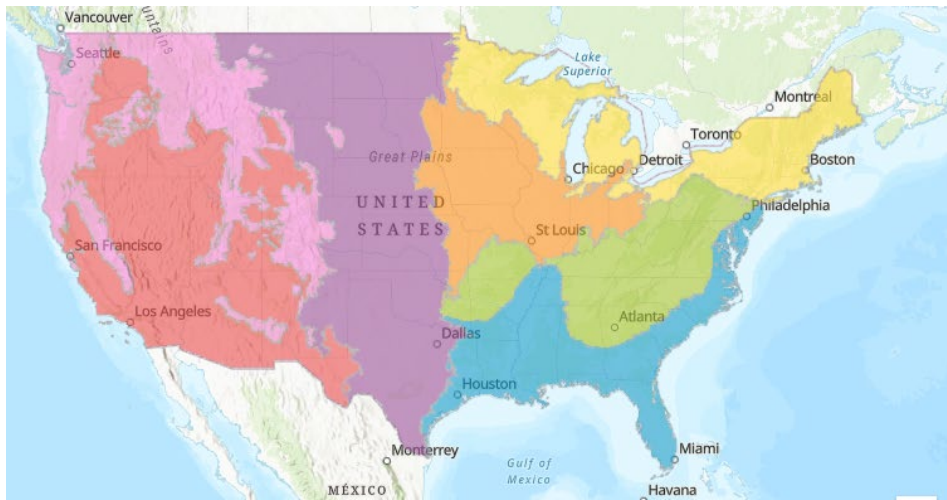 Vancouver
untains
Seattle
Lake
Superior
Montreal
Toronto
Great Plains
Chicago
Detroit
Boston
UNITED
STATES
Philadelphia
St Louis
San Francisco
Los Angeles
Atlanta
Dallas
Houston
Monterrey
Miami
Gulf of
Mexico
MÉXICO
Havana